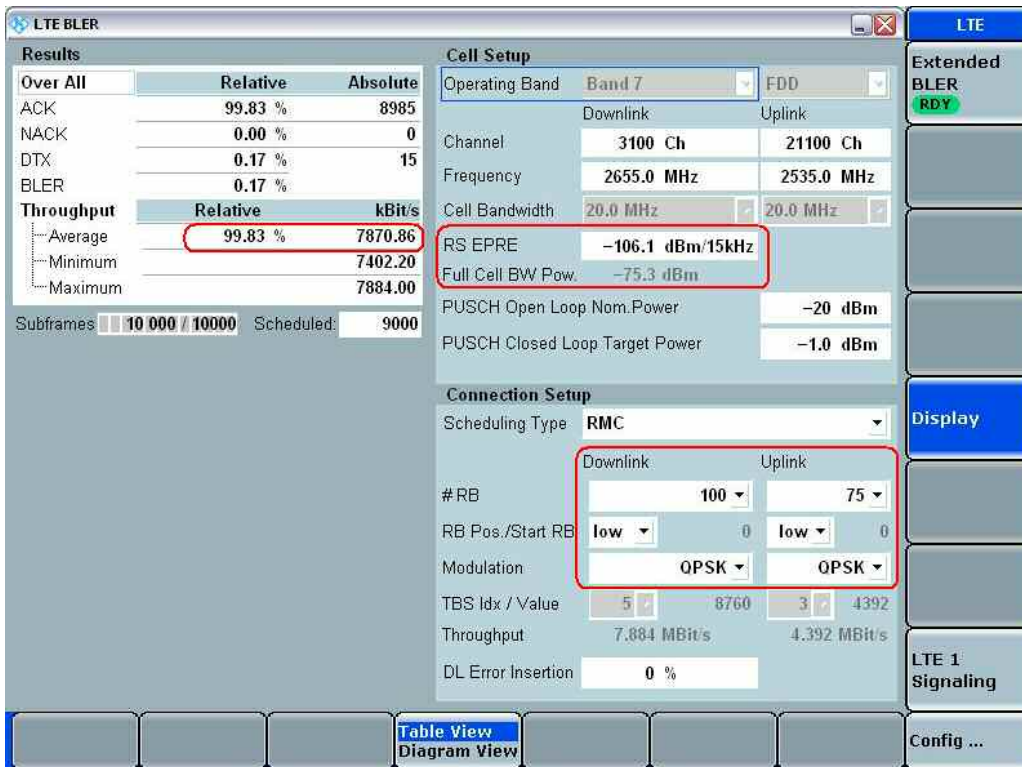 LTE BLER
LTE
Results
Over All Relative Absolute
ACK 99.83 % 8985
NACK 0.00 % 0
DTX 0.17 % 15
BLER 0.17 %
Throughput Relative kBit/s
Average 99.83 % 7870.86
Minimum 7402.20
Maximum 7884.00
Subframes 10 000 / 10000 Scheduled: 9000
Cell Setup
Operating Band Band 7 FDD
Downlink Uplink
Channel 3100 Ch 21100 Ch
Frequency 2655.0 MHz 2535.0 MHz
Cell Bandwidth 20.0 MHz 20.0 MHz
RS EPRE −106.1 dBm/15kHz
Full Cell BW Pow. −75.3 dBm
PUSCH Open Loop Nom.Power −20 dBm
PUSCH Closed Loop Target Power −1.0 dBm
Connection Setup
Scheduling Type RMC
Downlink Uplink
# RB 100 75
RB Pos./Start RB low 0 low 0
Modulation QPSK QPSK
TBS Idx / Value 5 8760 3 4392
Throughput 7.884 MBit/s 4.392 MBit/s
DL Error Insertion 0 %
Extended
BLER
RDY
Display
LTE 1
Signaling
Table View
Diagram View
Config ...